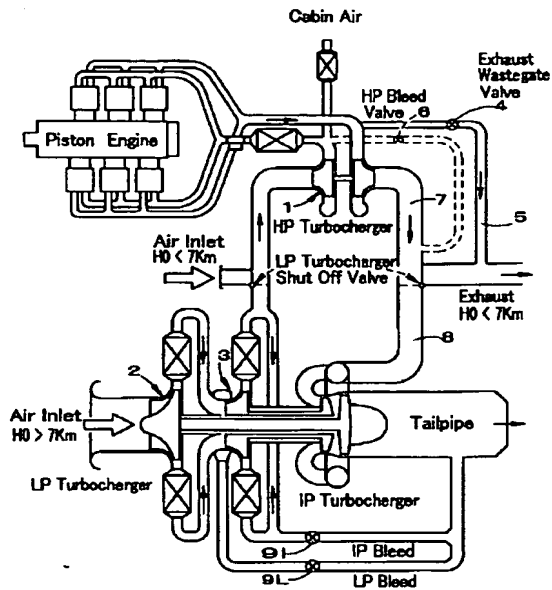 Cabin Air
Exhaust
Wastegate
Valve
4
HP Bleed
Valve
6
Piston Engine
1
7
HP Turbocherger
5
Air Inlet
H0 < 7Km
LP Turbocherger
Shut Off Valve
Exhaust
H0 < 7Km
8
2
3
Air Inlet
H0 > 7Km
Tailpipe
LP Turbocherger
IP Turbocherger
9I
IP Bleed
9L
LP Bleed